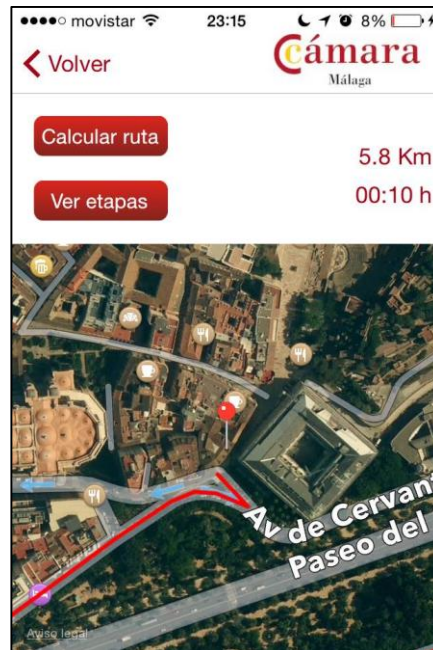 movistar 23:15 8%
Volver
Cámara
Málaga
Calcular ruta
5.8 Km
Ver etapas
00:10 h
Av de Cervant
Paseo del
Aviso legal